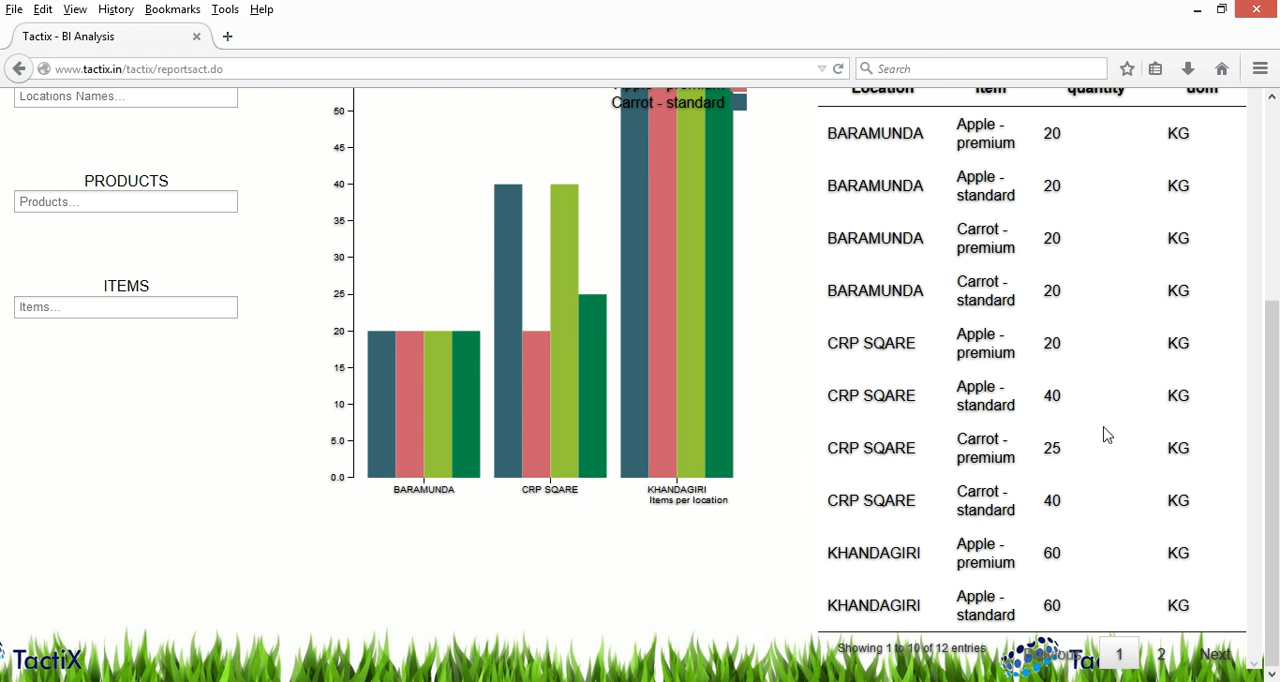 File Edit View History Bookmarks Tools Help
Tactix - BI Analysis
www.tactix.in/tactix/reportsact.do
Search
Locations Names...
PRODUCTS
Products...
ITEMS
Items...
Carrot - standard
50
45
40
35
30
25
20
15
10
5.0
0.0
BARAMUNDA CRP SQARE KHANDAGIRI
Items per location
Location Item quantity uom
BARAMUNDA Apple - premium 20 KG
BARAMUNDA Apple - standard 20 KG
BARAMUNDA Carrot - premium 20 KG
BARAMUNDA Carrot - standard 20 KG
CRP SQARE Apple - premium 20 KG
CRP SQARE Apple - standard 40 KG
CRP SQARE Carrot - premium 25 KG
CRP SQARE Carrot - standard 40 KG
KHANDAGIRI Apple - premium 60 KG
KHANDAGIRI Apple - standard 60 KG
Showing 1 to 10 of 12 entries
Previous 1 2 Next
TactiX